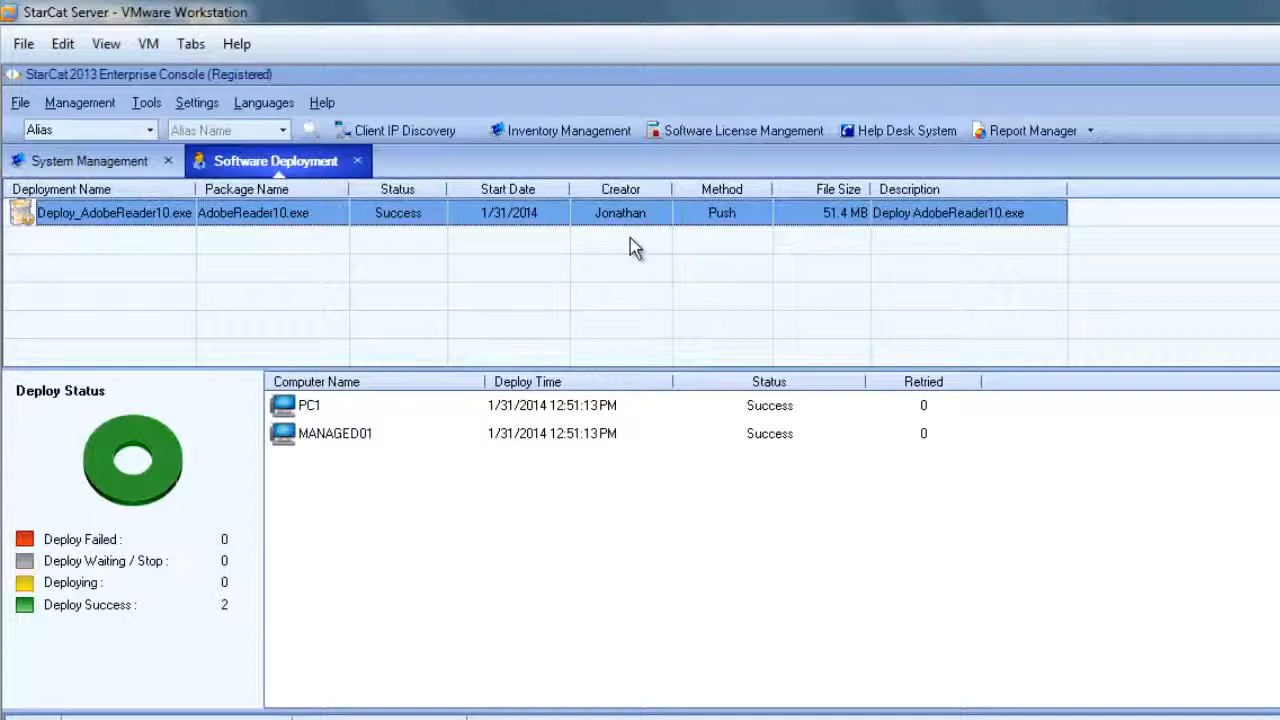 StarCat Server - VMware Workstation
File Edit View VM Tabs Help
StarCat 2013 Enterprise Console (Registered)
File Management Tools Settings Languages Help
Alias Alias Name Client IP Discovery Inventory Management Software License Mangement Help Desk System Report Manager
System Management Software Deployment
Deployment Name Package Name Status Start Date Creator Method File Size Description
Deploy_AdobeReader10.exe AdobeReader10.exe Success 1/31/2014 Jonathan Push 51.4 MB Deploy AdobeReader10.exe
Deploy Status
Computer Name Deploy Time Status Retried
PC1 1/31/2014 12:51:13 PM Success 0
MANAGED01 1/31/2014 12:51:13 PM Success 0
Deploy Failed : 0
Deploy Waiting / Stop : 0
Deploying : 0
Deploy Success : 2